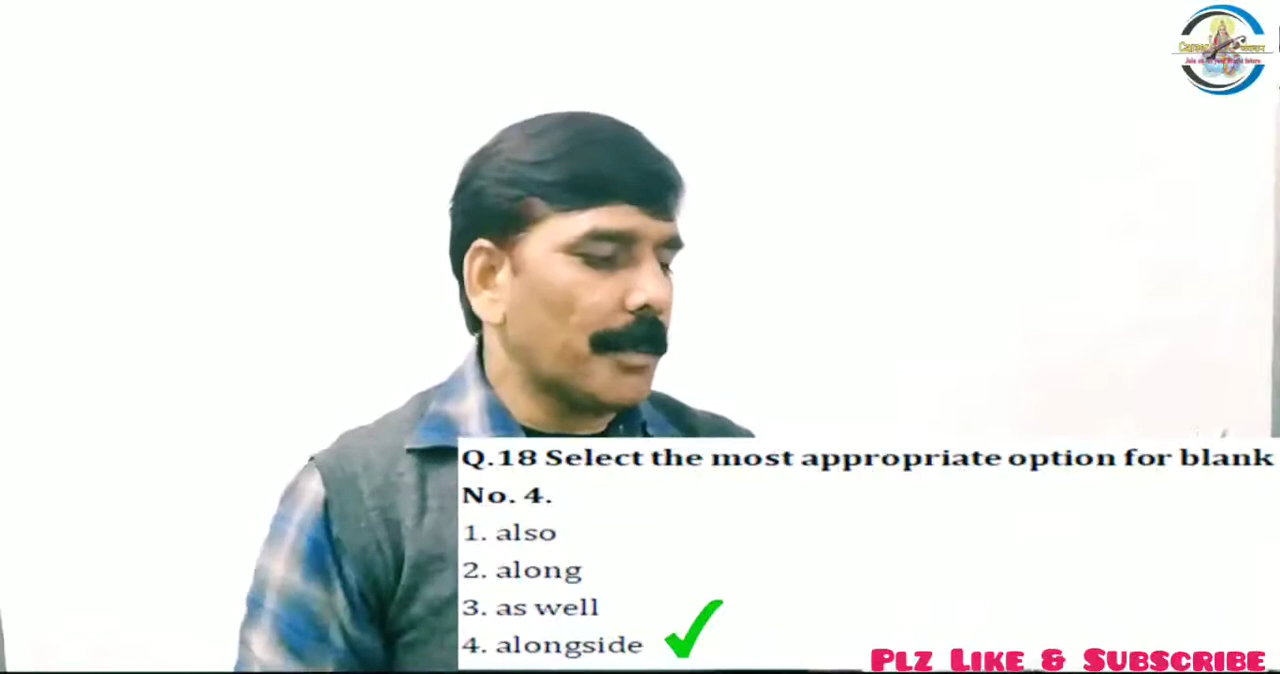 Q.18 Select the most appropriate option for blank
No. 4.
1. also
2. along
3. as well
4. alongside
Plz Like & Subscribe